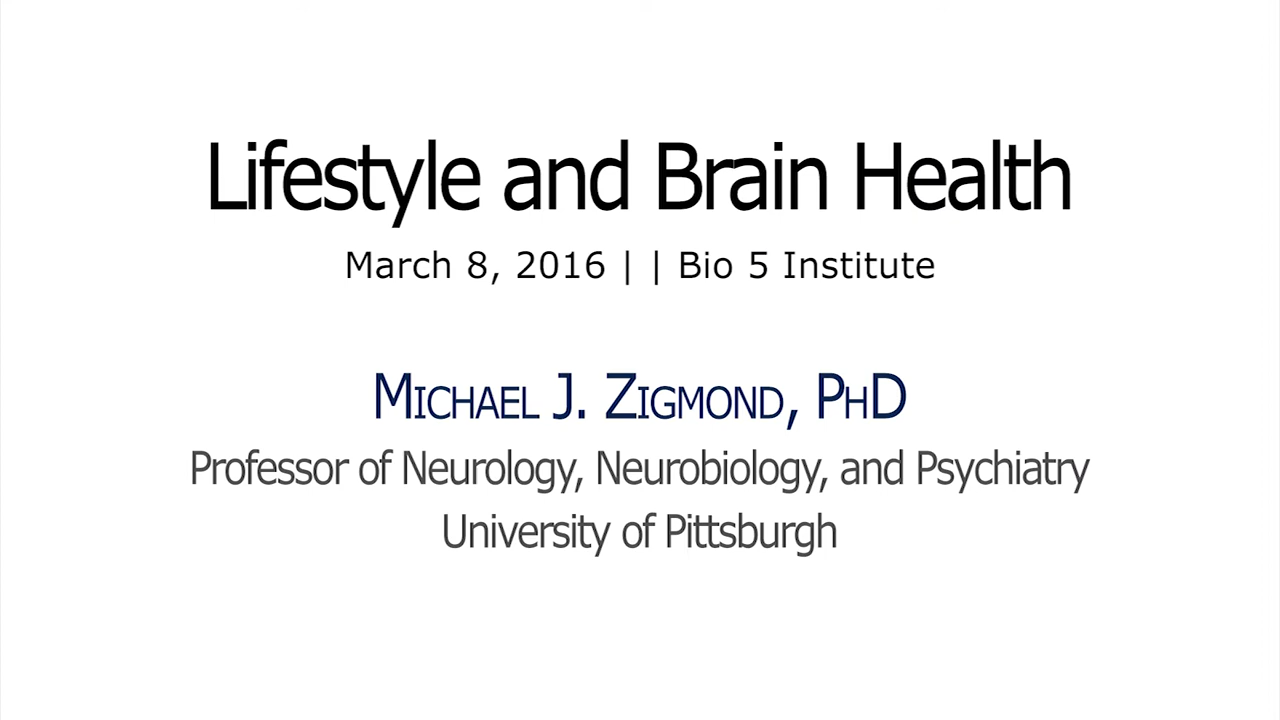 Lifestyle and Brain Health
March 8, 2016 | | Bio 5 Institute
MICHAEL J. ZIGMOND, PHD
Professor of Neurology, Neurobiology, and Psychiatry
University of Pittsburgh